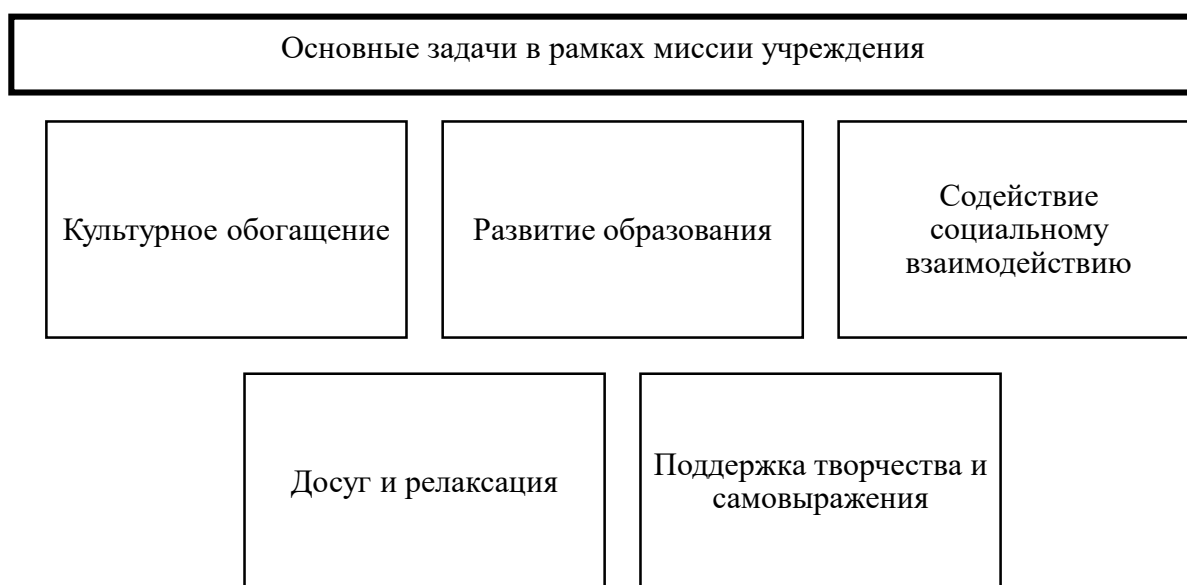 Основные задачи в рамках миссии учреждения
Культурное обогащение
Развитие образования
Содействие
социальному
взаимодействию
Досуг и релаксация
Поддержка творчества и
самовыражения